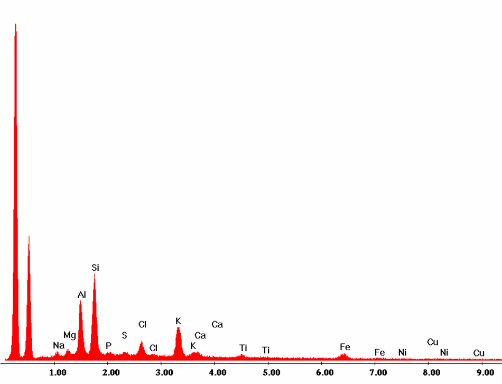 Si
Al
Cl
K
Ca
S
Mg
Ca
Cu
Na
P
Cl
K
Ti
Ti
Fe
Fe
Ni
Ni
Cu
1.00 2.00 3.00 4.00 5.00 6.00 7.00 8.00 9.00